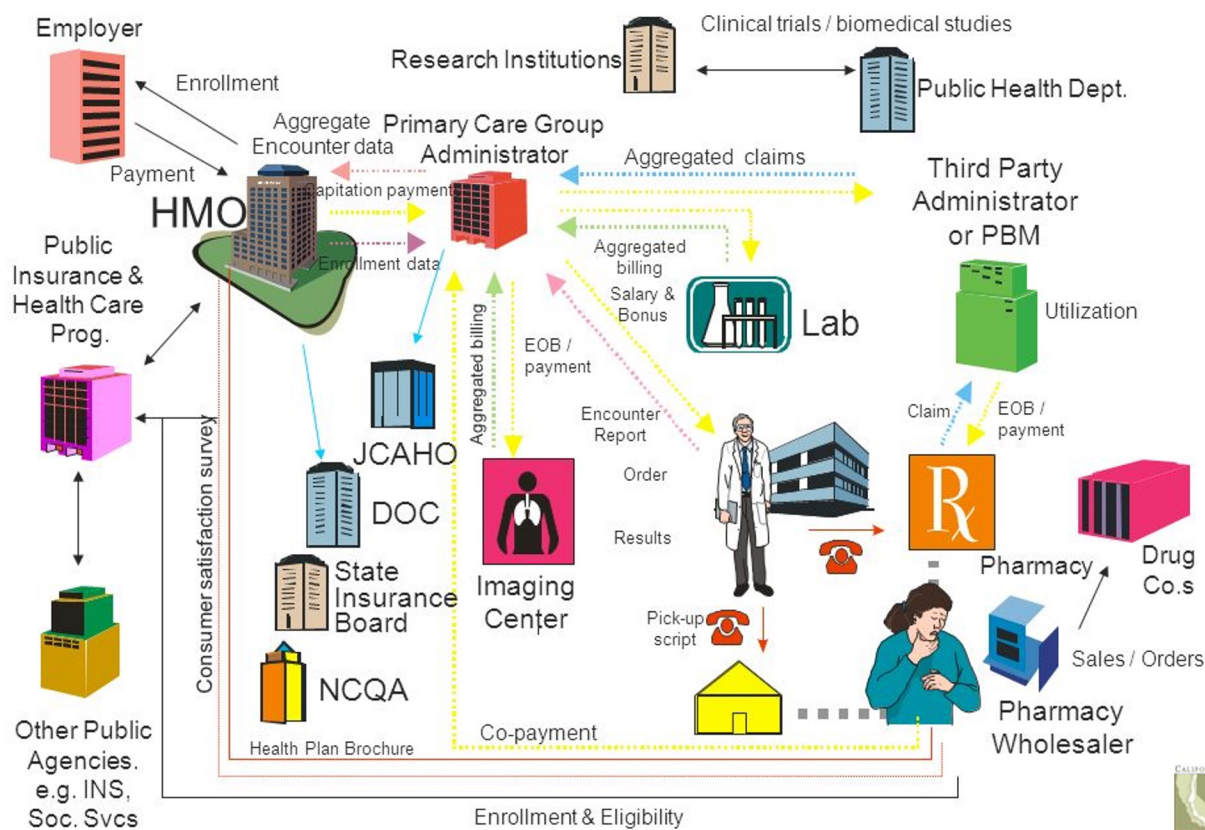 Employer
Clinical trials / biomedical studies
Research Institutions
Public Health Dept.
Enrollment
Payment
Aggregate
Encounter data
Primary Care Group
Administrator
Aggregated claims
Third Party
Administrator
or PBM
HMO
Capitation payment
Enrollment data
Public
Insurance &
Health Care
Prog.
Aggregated
billing
Salary &
Bonus
Lab
Utilization
Aggregated billing
EOB /
payment
Claim
EOB /
payment
JCAHO
Encounter
Report
Order
Results
DOC
Consumer satisfaction survey
State
Insurance
Board
Imaging
Center
Rx
Pharmacy
Drug
Co.s
Pick-up
script
Sales / Orders
NCQA
Pharmacy
Wholesaler
Other Public
Agencies.
e.g. INS,
Soc. Svcs
Co-payment
Health Plan Brochure
Enrollment & Eligibility